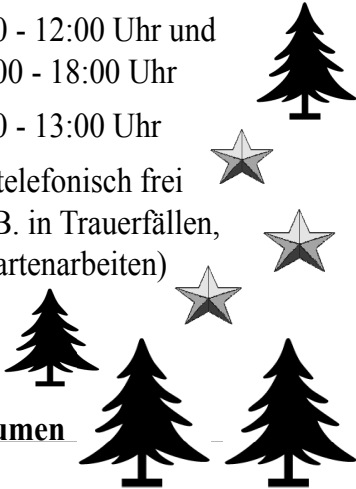 0 - 12:00 Uhr und
00 - 18:00 Uhr
0 - 13:00 Uhr
telefonisch frei
B. in Trauerfällen,
artenarbeiten)
umen